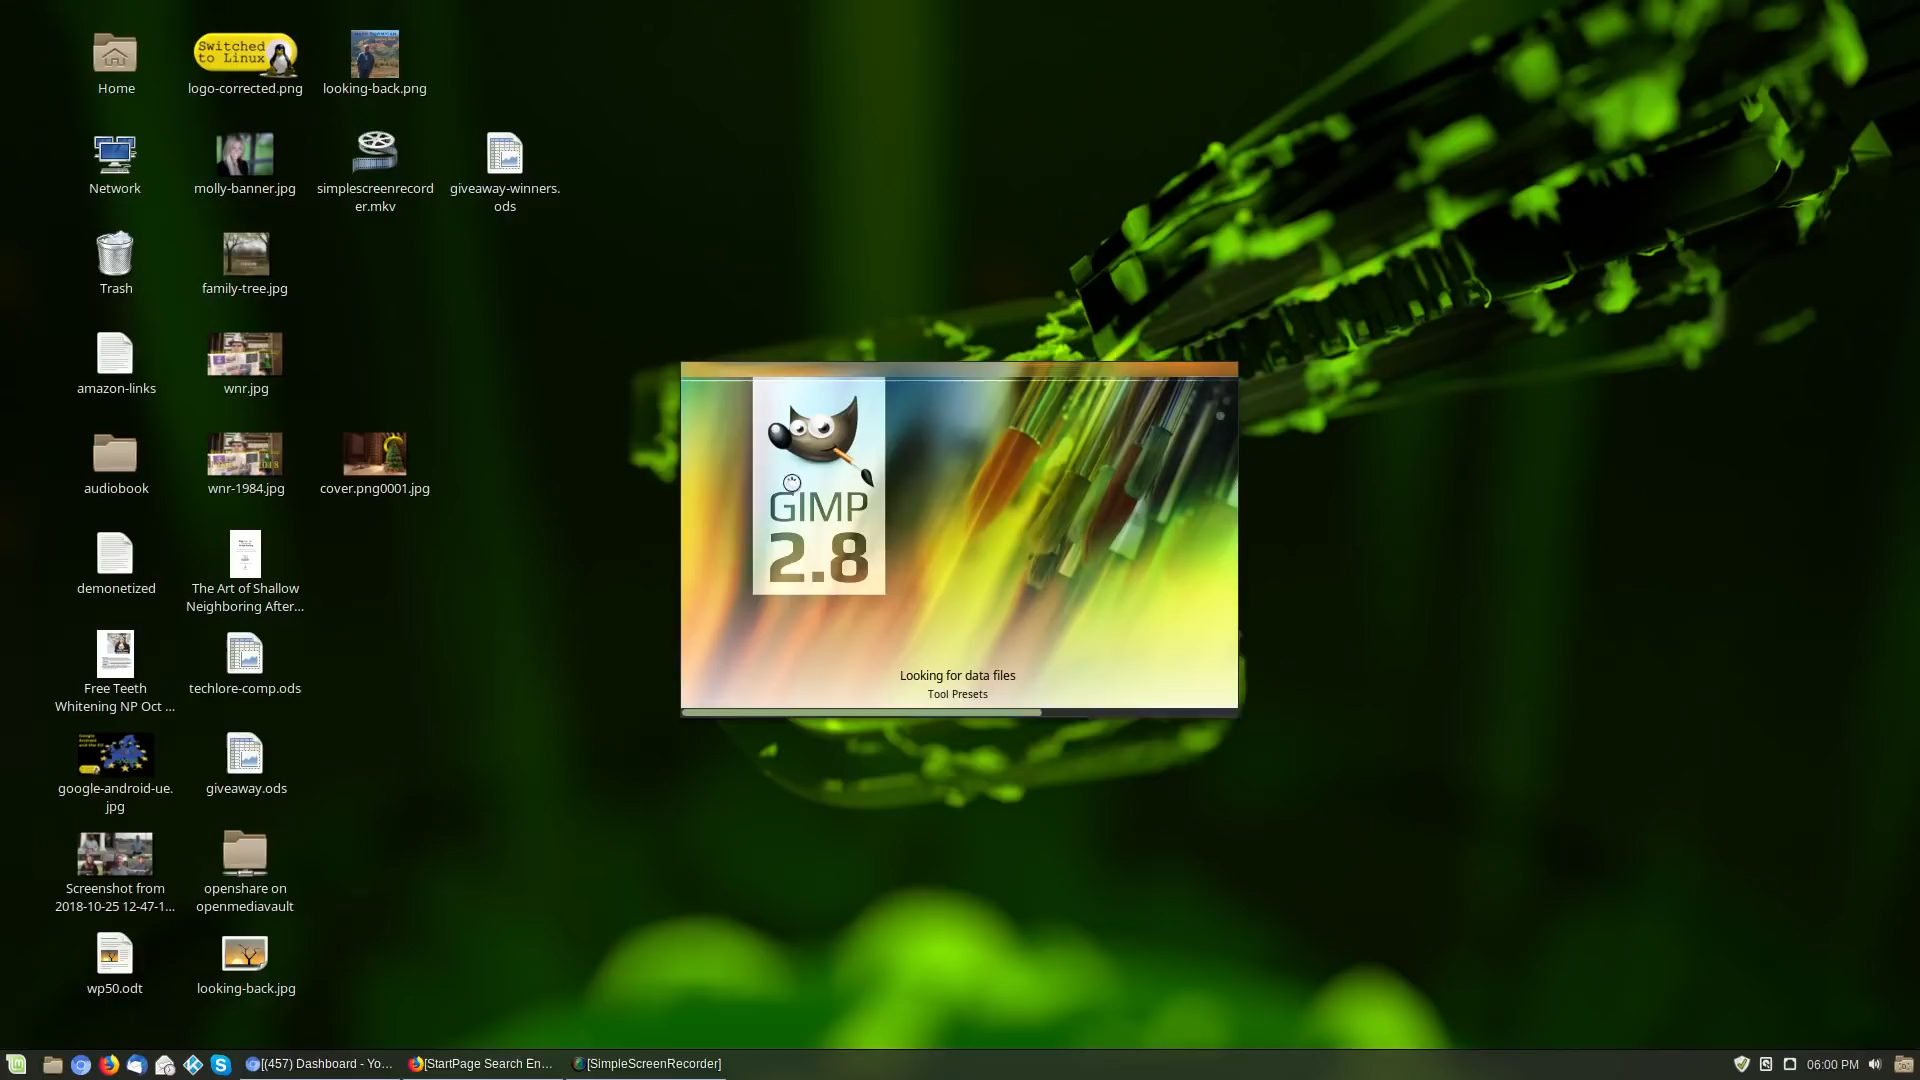 Home
Switched
to Linux
logo-corrected.png
looking-back.png
Network
molly-banner.jpg
simplescreenrecord
er.mkv
giveaway-winners.
ods
Trash
family-tree.jpg
amazon-links
wnr.jpg
audiobook
wnr-1984.jpg
cover.png0001.jpg
demonetized
The Art of Shallow
Neighboring After...
Free Teeth
Whitening NP Oct ...
techlore-comp.ods
google-android-ue.
jpg
giveaway.ods
Screenshot from
2018-10-25 12-47-1...
openshare on
openmediavault
wp50.odt
looking-back.jpg
GIMP
2.8
Looking for data files
Tool Presets
[(457) Dashboard - Yo...
[StartPage Search En...
[SimpleScreenRecorder]
06:00 PM